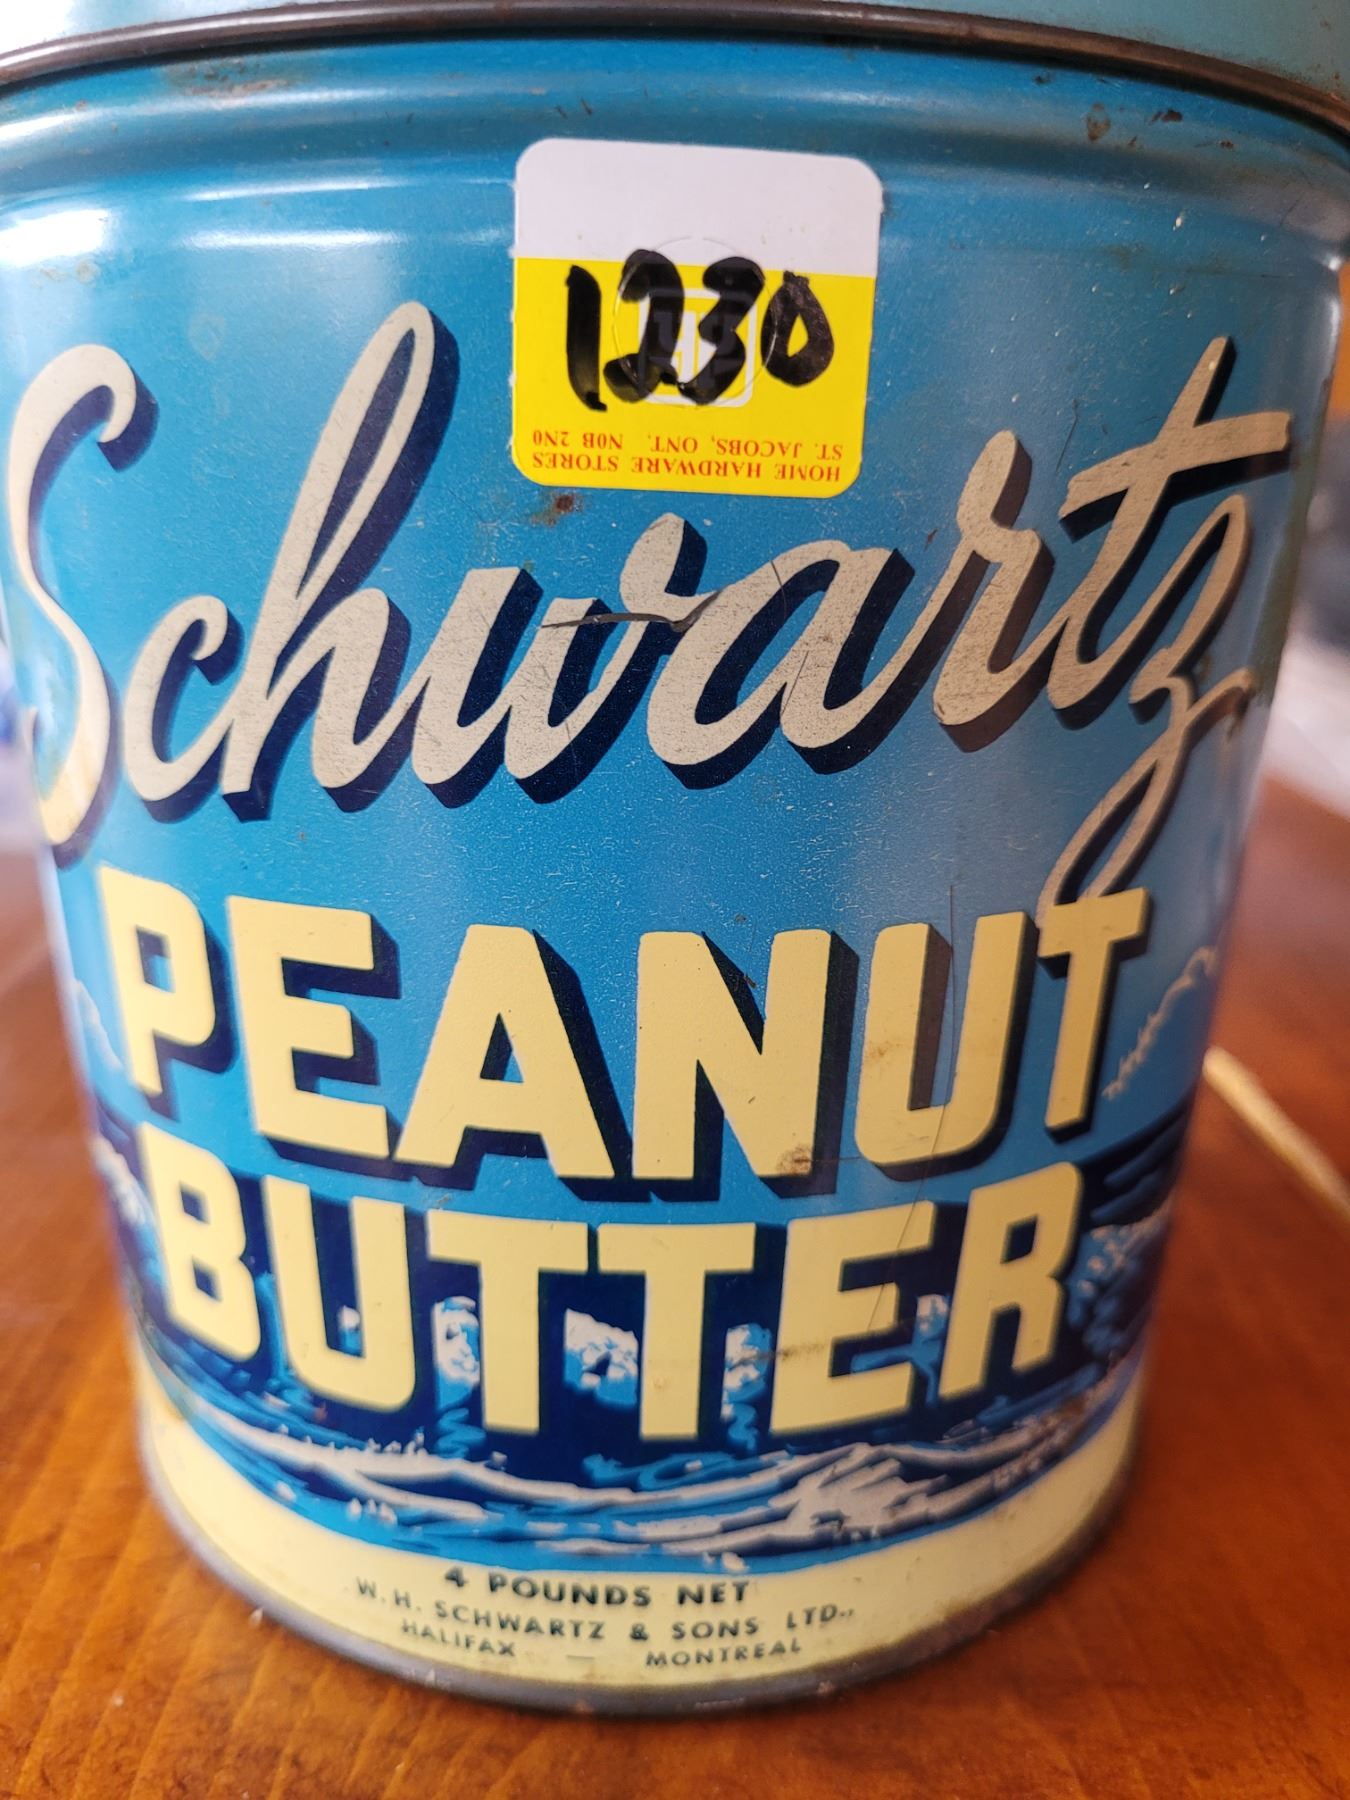 1230
HOME HARDWARE STORES
ST. JACOBS, ONT. N0B 2N0
Schwartz
PEANUT
BUTTER
4 POUNDS NET
W. H. SCHWARTZ & SONS LTD.,
HALIFAX — MONTREAL